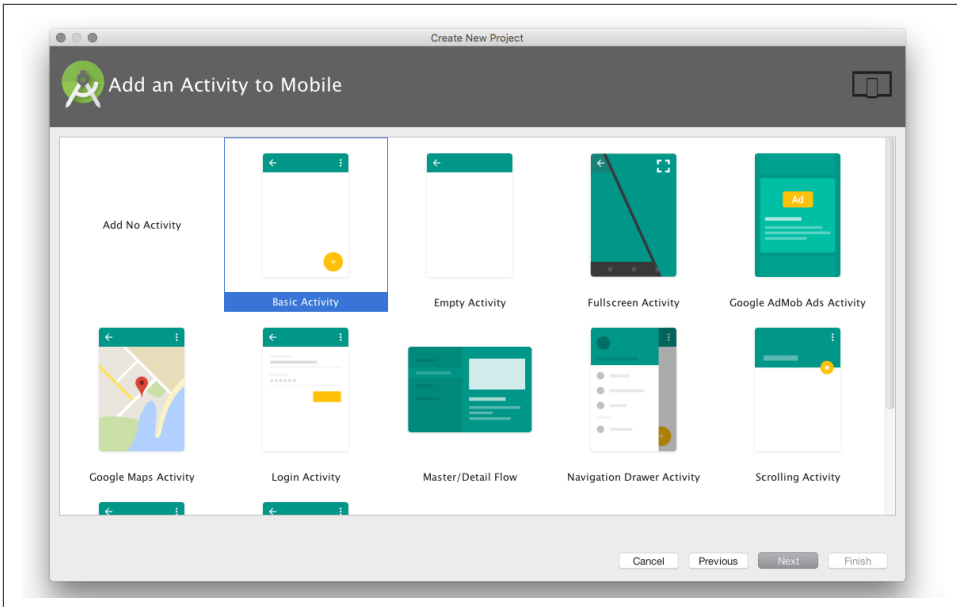 Create New Project
Add an Activity to Mobile
Add No Activity
Basic Activity
Empty Activity
Fullscreen Activity
Ad
Google AdMob Ads Activity
Google Maps Activity
Login Activity
Master/Detail Flow
Navigation Drawer Activity
Scrolling Activity
Cancel
Previous
Next
Finish